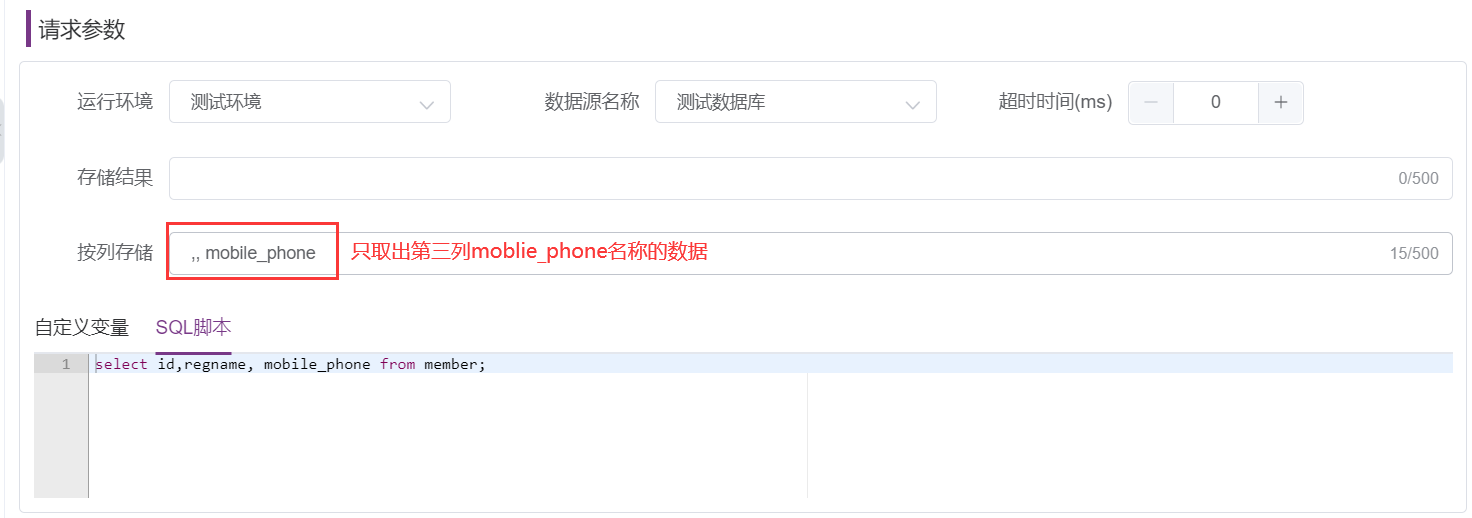 请求参数
运行环境 测试环境 数据源名称 测试数据库 超时时间(ms) 0
存储结果 0/500
按列存储 ,, mobile_phone 只取出第三列moblie_phone名称的数据 15/500
自定义变量 SQL脚本
1 select id,regname, mobile_phone from member;